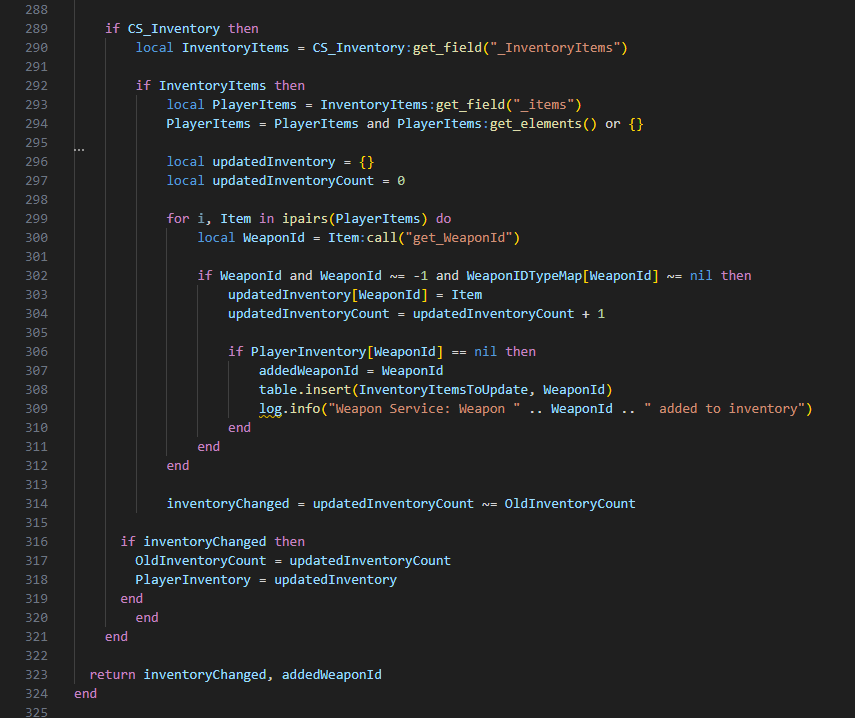 288
289 if CS_Inventory then
290 local InventoryItems = CS_Inventory:get_field("_InventoryItems")
291
292 if InventoryItems then
293 local PlayerItems = InventoryItems:get_field("_items")
294 PlayerItems = PlayerItems and PlayerItems:get_elements() or {}
295
...
296 local updatedInventory = {}
297 local updatedInventoryCount = 0
298
299 for i, Item in ipairs(PlayerItems) do
300 local WeaponId = Item:call("get_WeaponId")
301
302 if WeaponId and WeaponId ~= -1 and WeaponIDTypeMap[WeaponId] ~= nil then
303 updatedInventory[WeaponId] = Item
304 updatedInventoryCount = updatedInventoryCount + 1
305
306 if PlayerInventory[WeaponId] == nil then
307 addedWeaponId = WeaponId
308 table.insert(InventoryItemsToUpdate, WeaponId)
309 log.info("Weapon Service: Weapon " .. WeaponId .. " added to inventory")
310 end
311 end
312 end
313
314 inventoryChanged = updatedInventoryCount ~= OldInventoryCount
315
316 if inventoryChanged then
317 OldInventoryCount = updatedInventoryCount
318 PlayerInventory = updatedInventory
319 end
320 end
321 end
322
323 return inventoryChanged, addedWeaponId
324 end
325